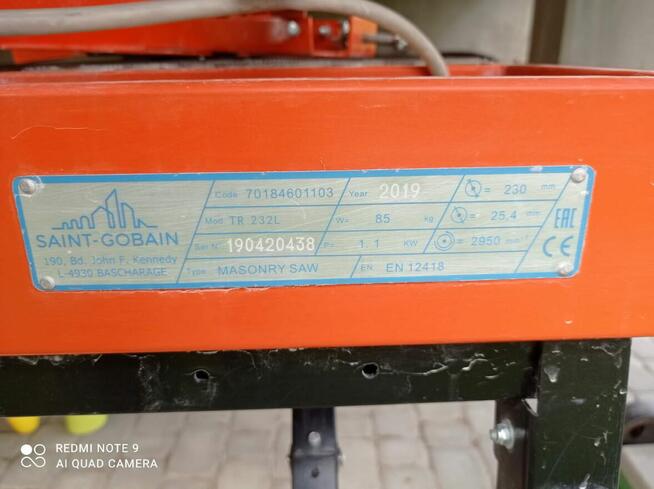 Code 70184601103 Year 2019 = 230 mm
Mod TR 232L W= 85 kg = 25,4 mm
SAINT-GOBAIN
Ser N° 190420438 P= 1.1 KW = 2950 min⁻¹
190, Bd. John F. Kennedy
L-4930 BASCHARAGE
Type MASONRY SAW EN EN 12418
EAC
CE
REDMI NOTE 9
AI QUAD CAMERA